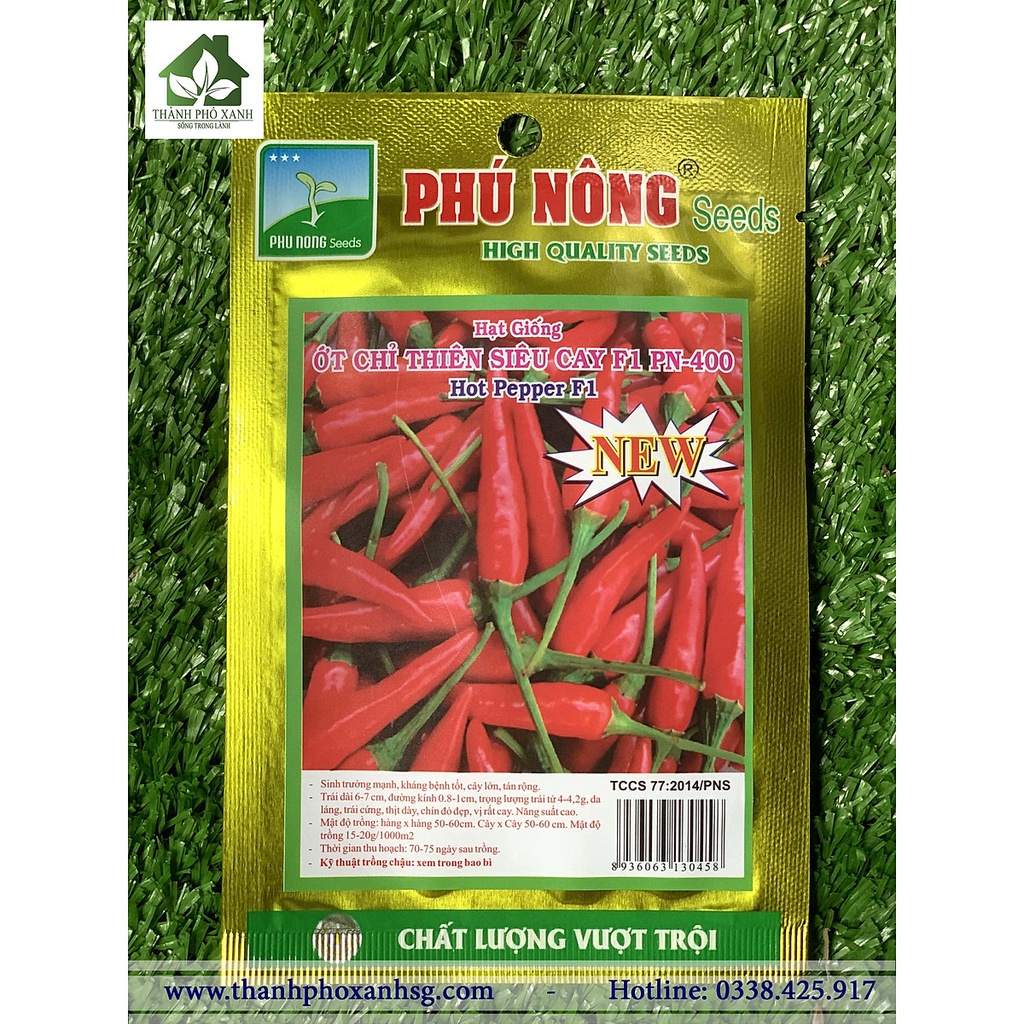 THÀNH PHỐ XANH
SỐNG TRONG LÀNH
PHU NONG Seeds
PHÚ NÔNG® Seeds
HIGH QUALITY SEEDS
Hạt Giống
ỚT CHỈ THIÊN SIÊU CAY F1 PN-400
Hot Pepper F1
NEW
- Sinh trưởng mạnh, kháng bệnh tốt, cây lớn, tán rộng.
- Trái dài 6-7 cm, đường kính 0.8-1cm, trọng lượng trái từ 4-4,2g, da
láng, trái cứng, thịt dày, chín đỏ đẹp, vị rất cay. Năng suất cao.
- Mật độ trồng: hàng x hàng 50-60cm. Cây x Cây 50-60 cm. Mật độ
trồng 15-20g/1000m2
- Thời gian thu hoạch: 70-75 ngày sau trồng.
- Kỹ thuật trồng chậu: xem trong bao bì
TCCS 77:2014/PNS
8 936063 130458
CHẤT LƯỢNG VƯỢT TRỘI
www.thanhphoxanhsg.com - Hotline: 0338.425.917